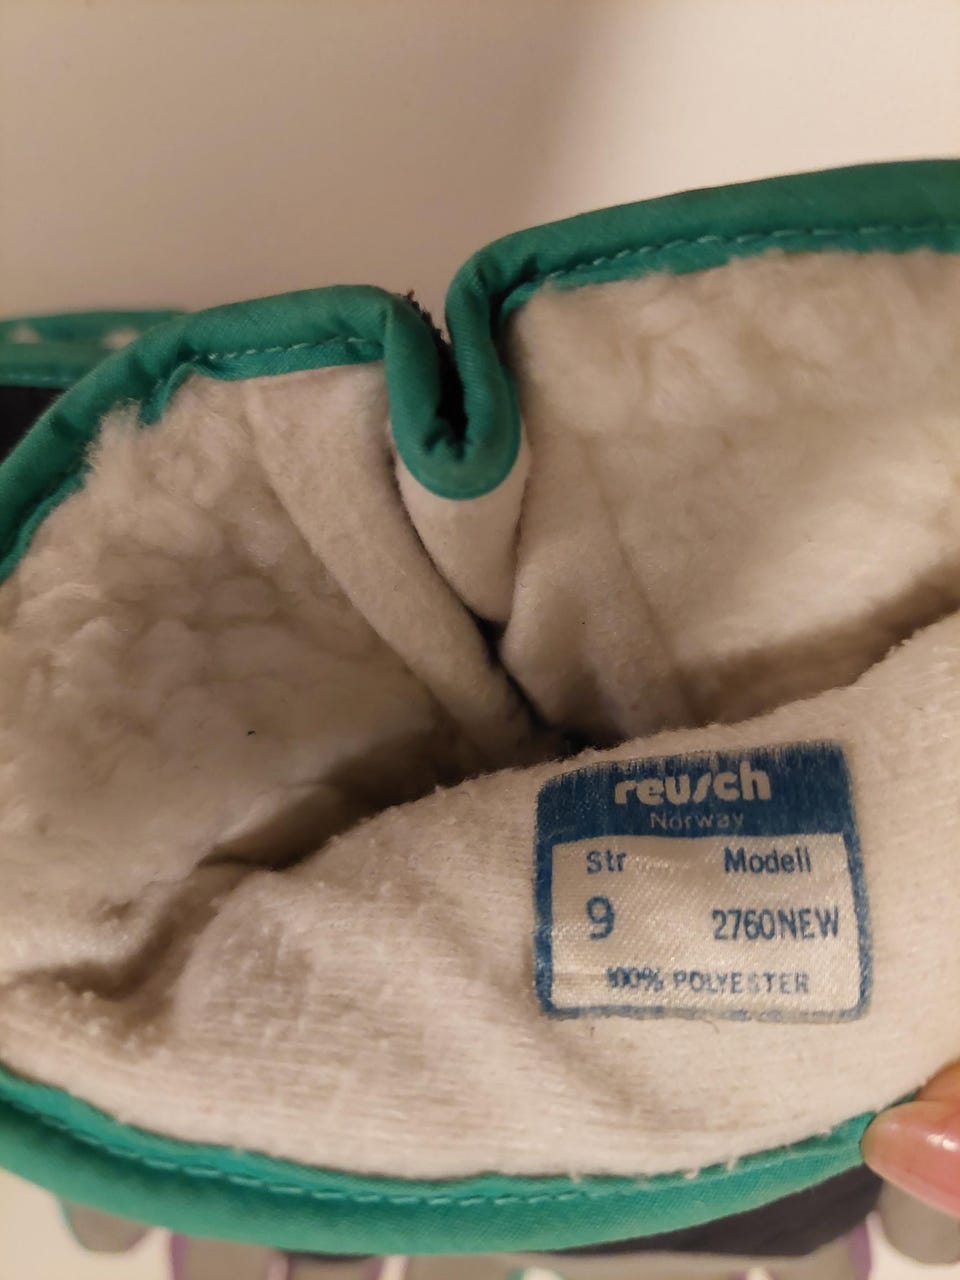 reusch
Norway
Str Modell
9 2760NEW
100% POLYESTER